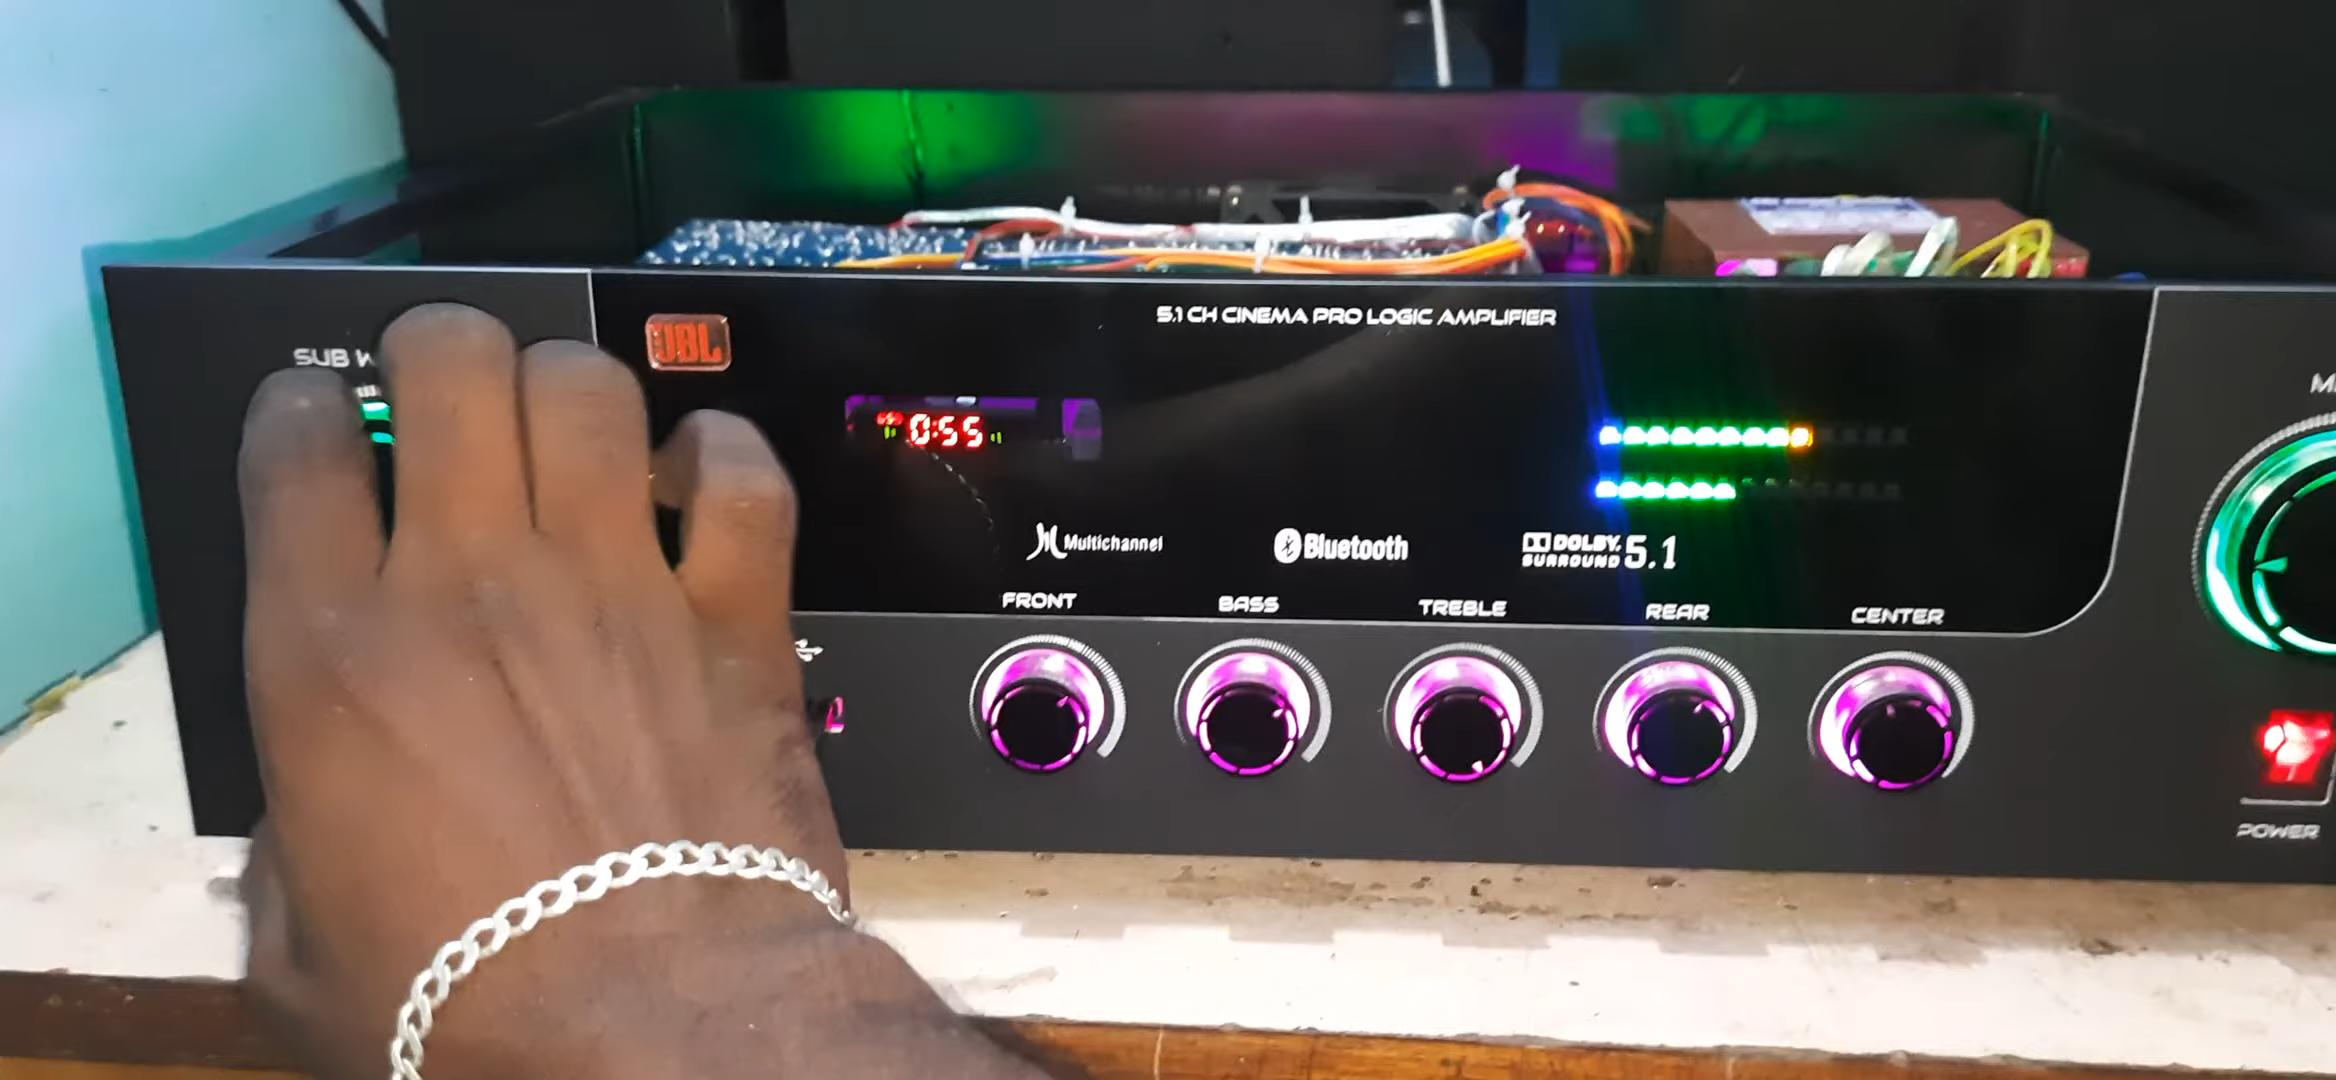 5.1 CH CINEMA PRO LOGIC AMPLIFIER
SUB
JBL
0:55
Multichannel
Bluetooth
DOLBY
SURROUND 5.1
FRONT
BASS
TREBLE
REAR
CENTER
POWER